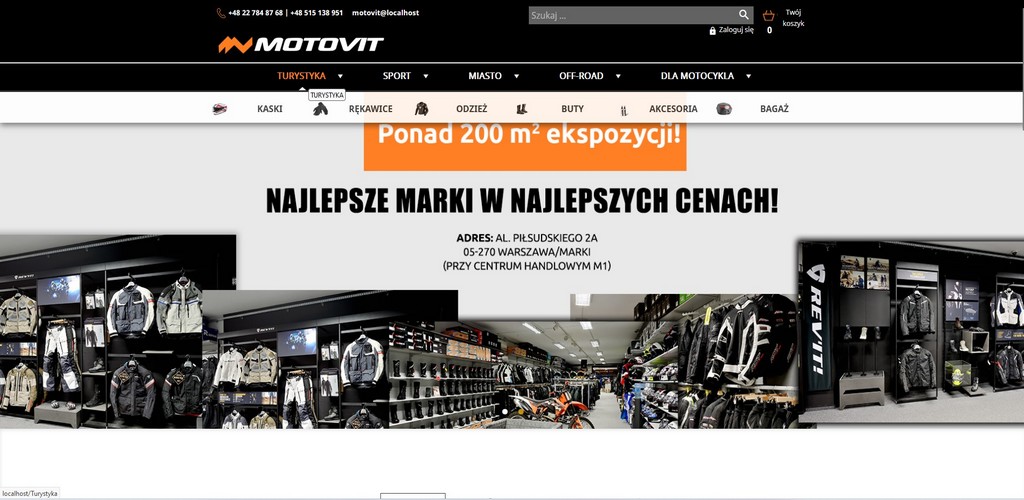 +48 22 784 87 68 | +48 515 138 951 motovit@localhost
Szukaj ...
Twój koszyk
Zaloguj się
0
MOTOVIT
TURYSTYKA SPORT MIASTO OFF-ROAD DLA MOTOCYKLA
TURYSTYKA
KASKI RĘKAWICE ODZIEŻ BUTY AKCESORIA BAGAŻ
Ponad 200 m² ekspozycji!
NAJLEPSZE MARKI W NAJLEPSZYCH CENACH!
ADRES: AL. PIŁSUDSKIEGO 2A
05-270 WARSZAWA/MARKI
(PRZY CENTRUM HANDLOWYM M1)
REV'IT!
localhost/Turystyka